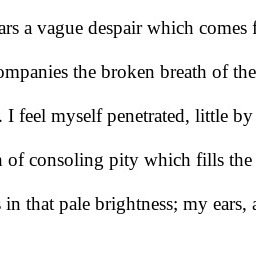 ars a vague despair which comes f
ompanies the broken breath of the
. I feel myself penetrated, little by
of consoling pity which fills the
in that pale brightness; my ears,